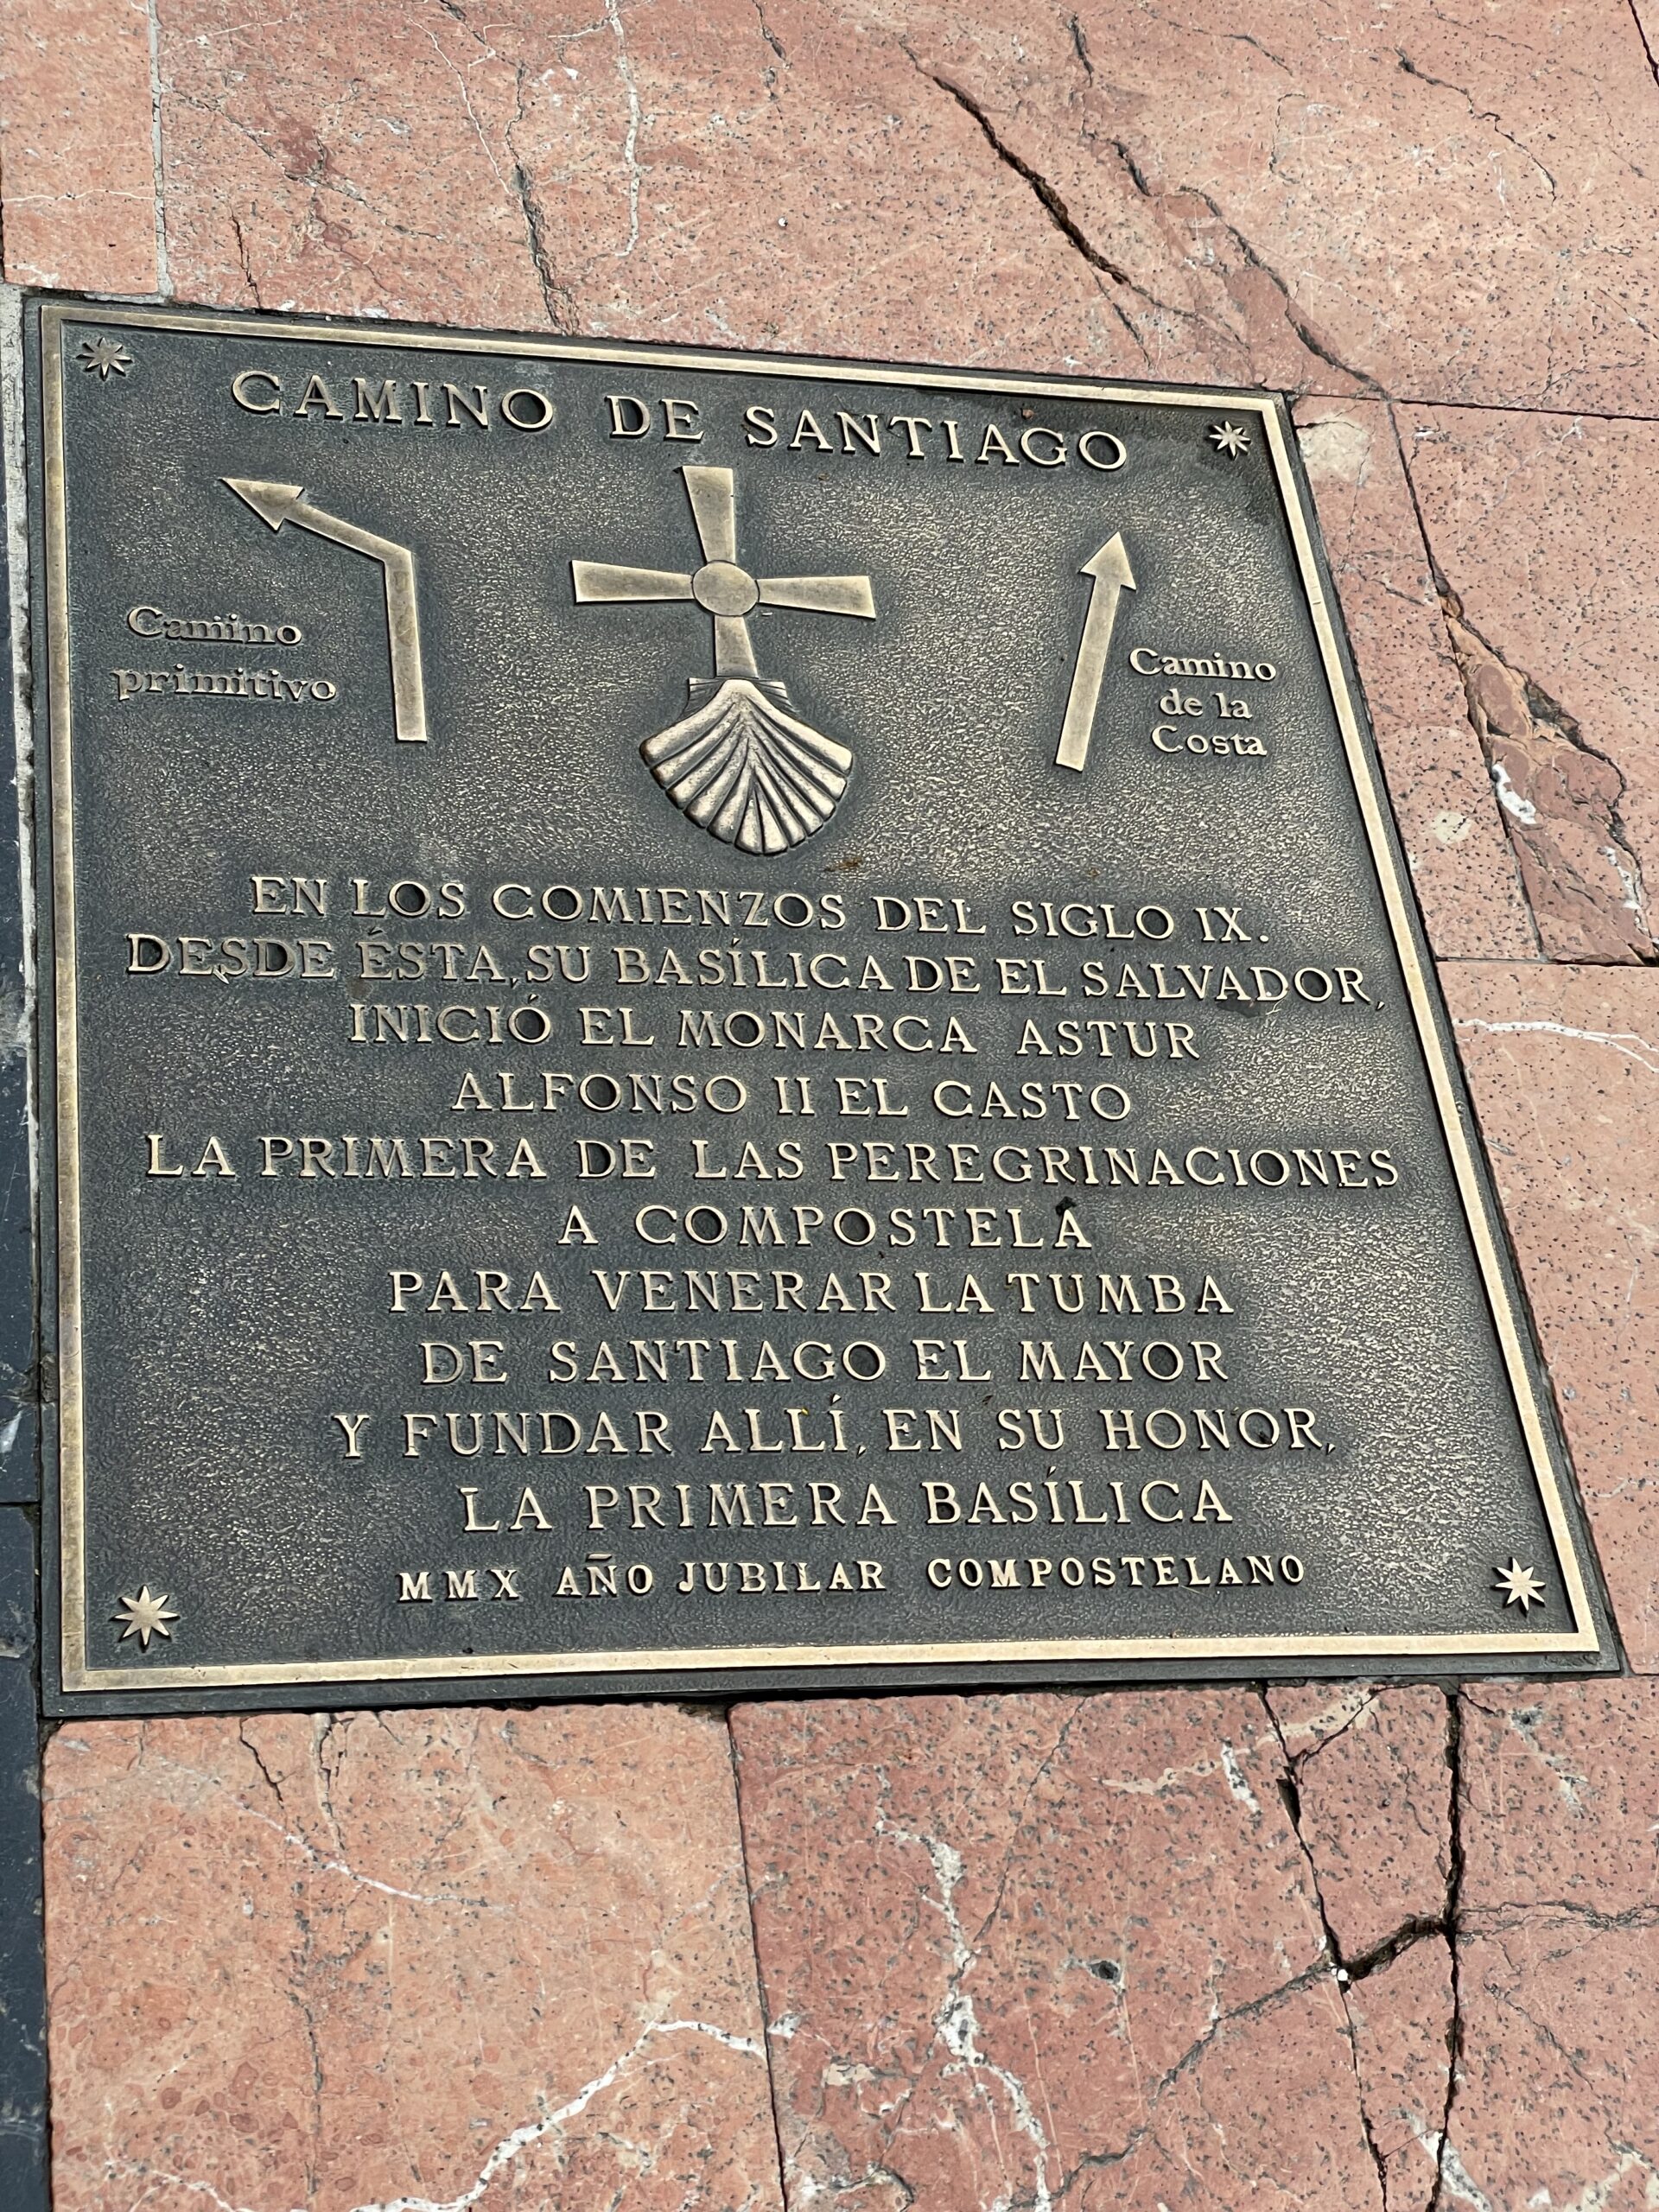 CAMINO DE SANTIAGO
Camino
primitivo
Camino
de la
Costa
EN LOS COMIENZOS DEL SIGLO IX.
DESDE ÉSTA, SU BASÍLICA DE EL SALVADOR,
INICIÓ EL MONARCA ASTUR
ALFONSO II EL CASTO
LA PRIMERA DE LAS PEREGRINACIONES
A COMPOSTELA
PARA VENERAR LA TUMBA
DE SANTIAGO EL MAYOR
Y FUNDAR ALLÍ, EN SU HONOR,
LA PRIMERA BASÍLICA
MMX AÑO JUBILAR COMPOSTELANO